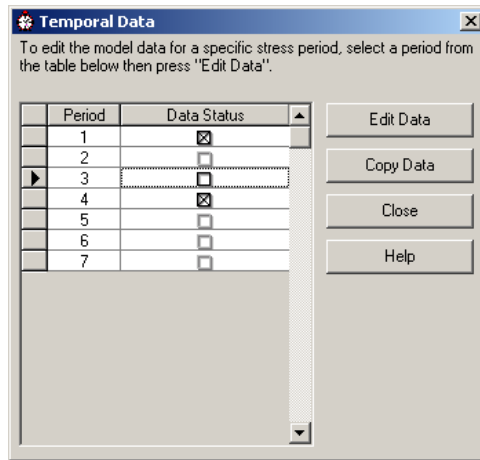 Temporal Data
To edit the model data for a specific stress period, select a period from
the table below then press "Edit Data".
Period Data Status
1
2
3
4
5
6
7
Edit Data
Copy Data
Close
Help